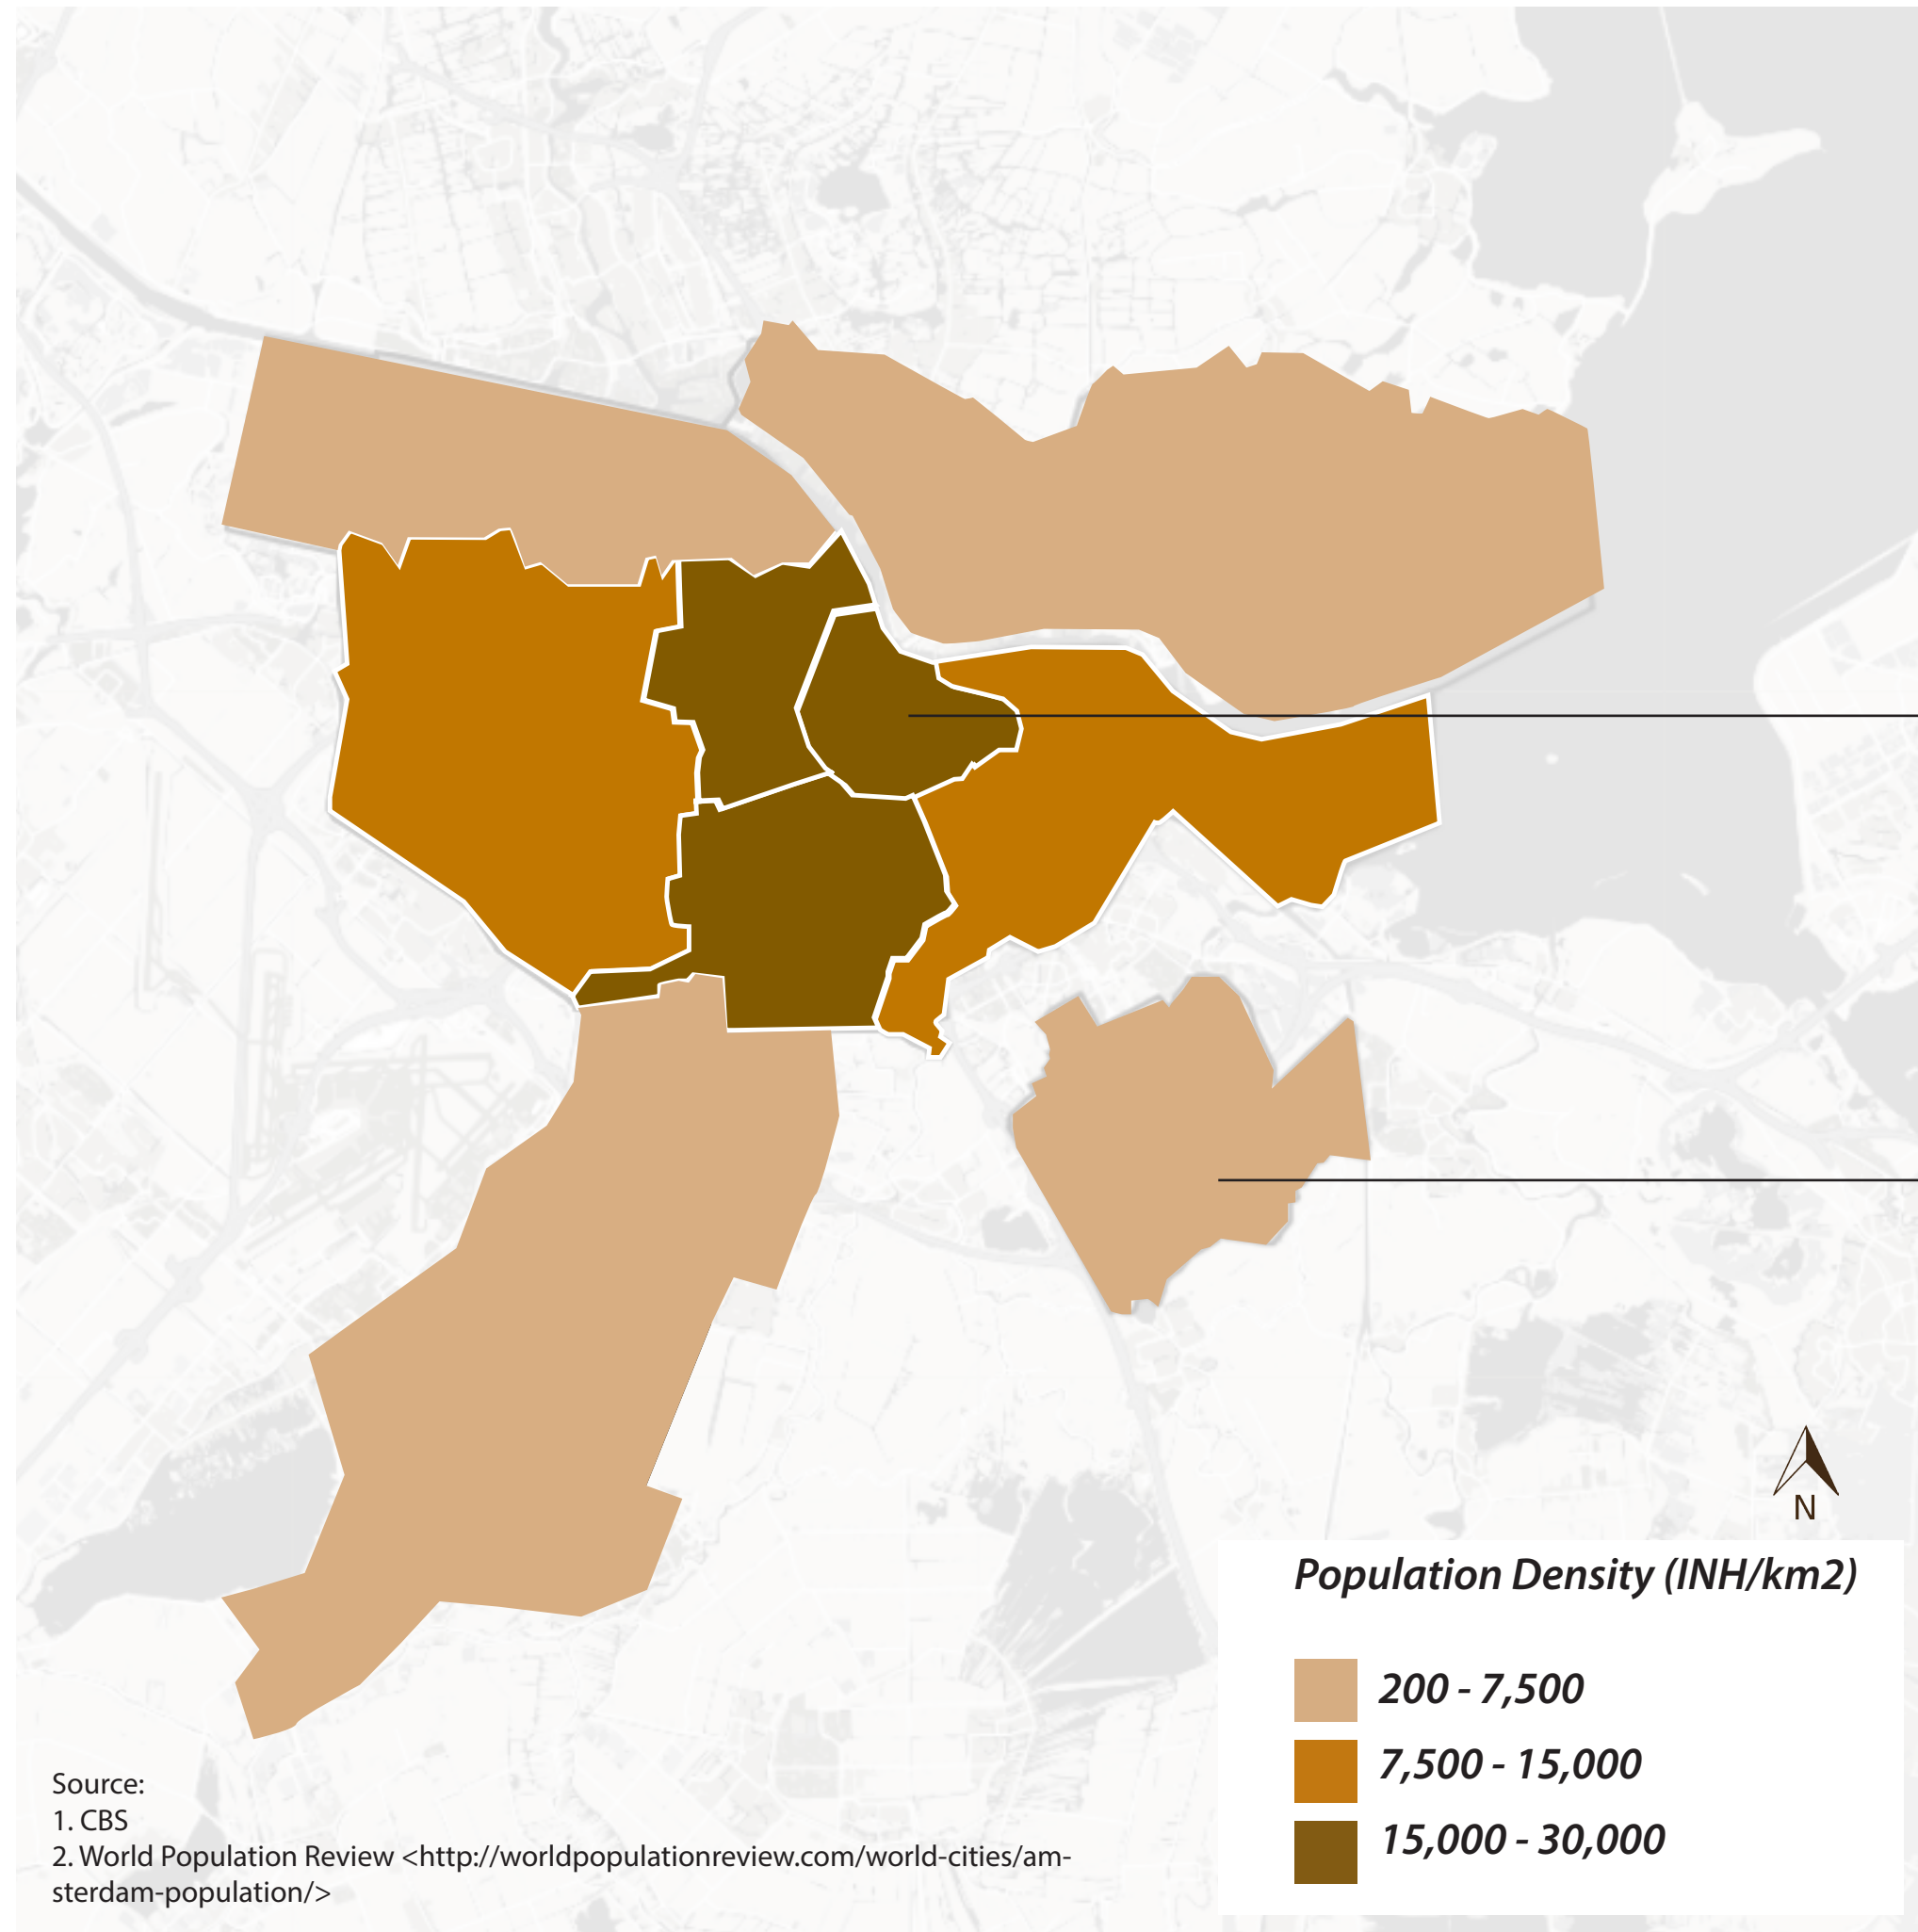 N
Population Density (INH/km2)
200 - 7,500
7,500 - 15,000
15,000 - 30,000
Source:
1. CBS
2. World Population Review <http://worldpopulationreview.com/world-cities/am-
sterdam-population/>